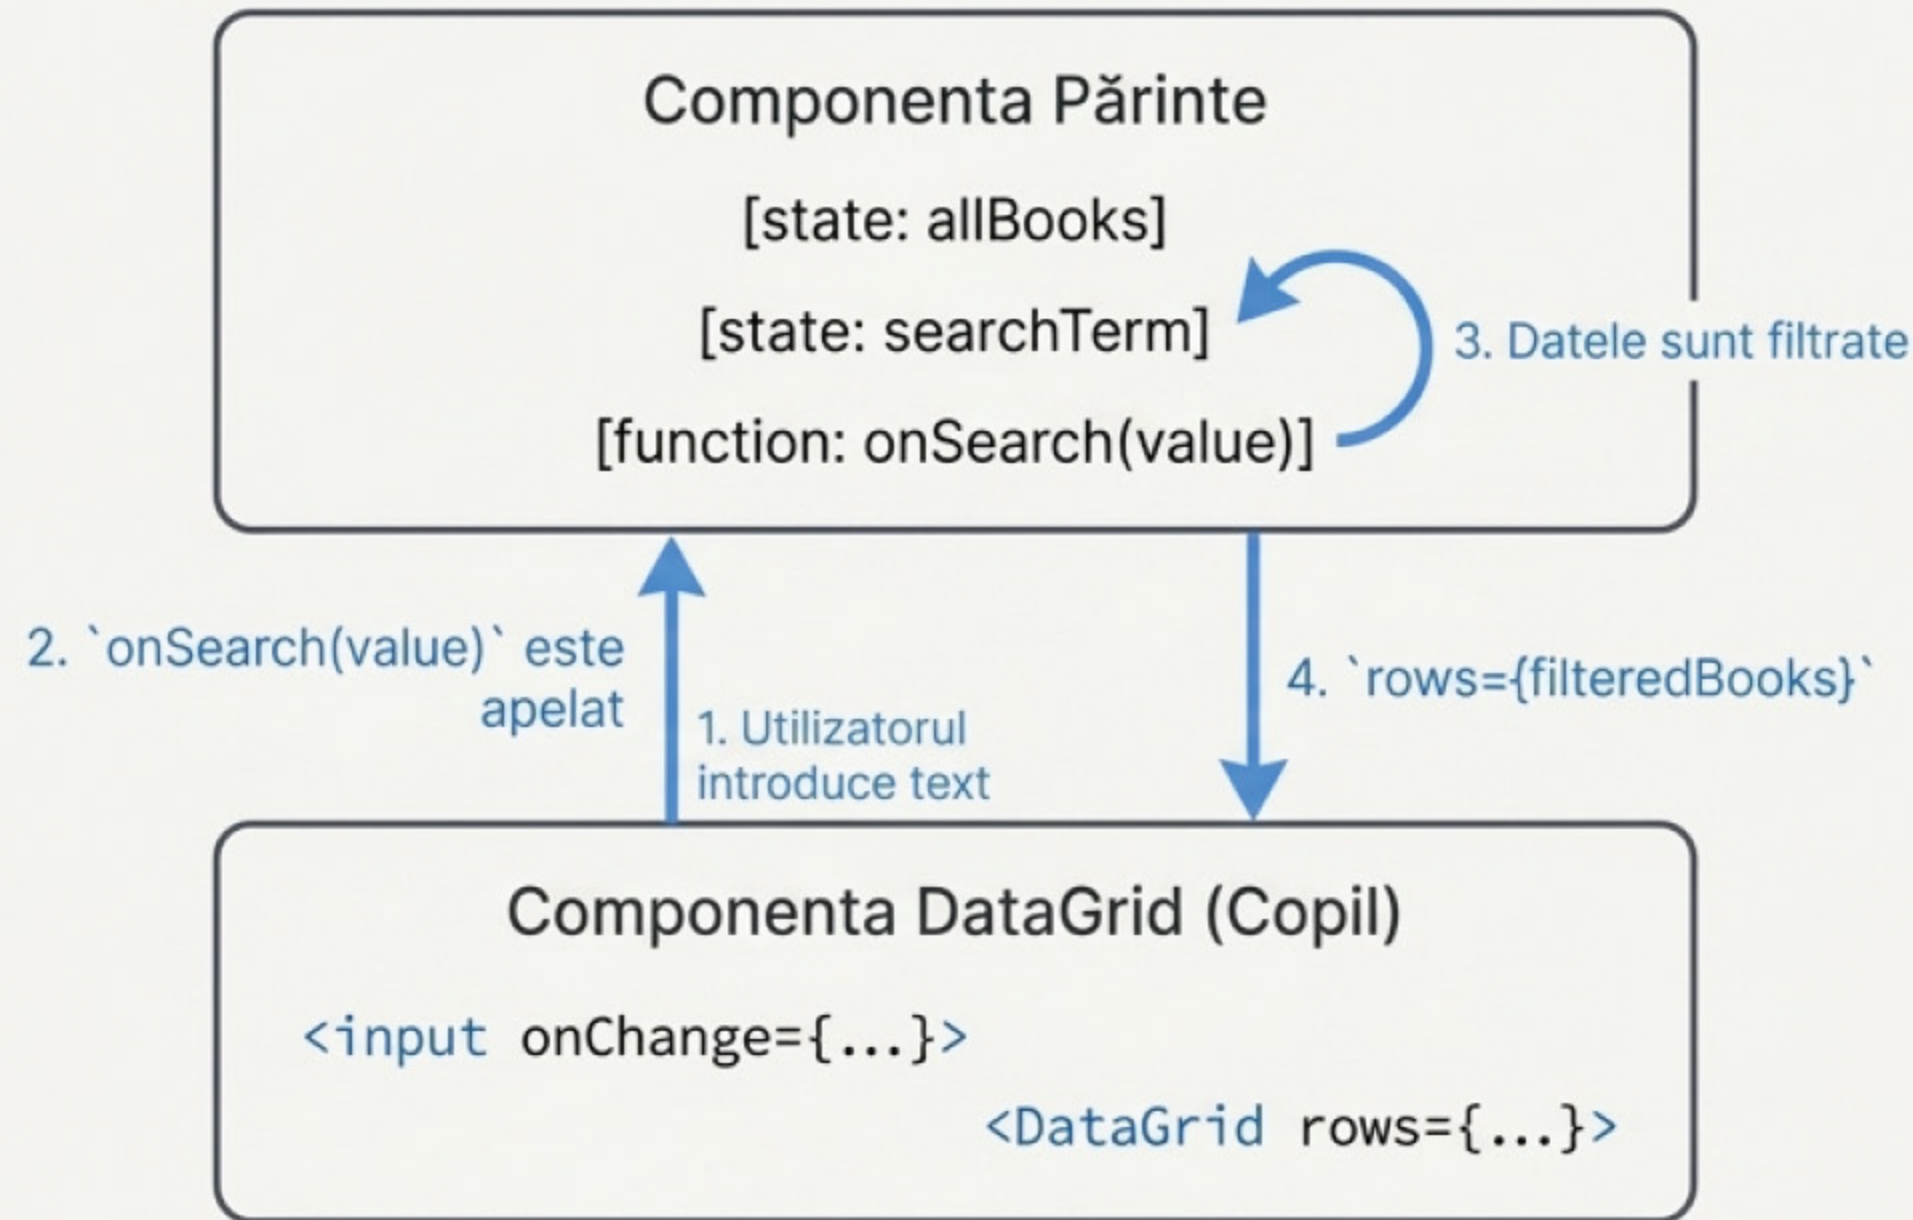 Componenta Părinte
[state: allBooks]
[state: searchTerm]
3. Datele sunt filtrate
[function: onSearch(value)]
2. `onSearch(value)` este
apelat
1. Utilizatorul
introduce text
4. `rows={filteredBooks}`
Componenta DataGrid (Copil)
<input onChange={...}>
<DataGrid rows={...}>